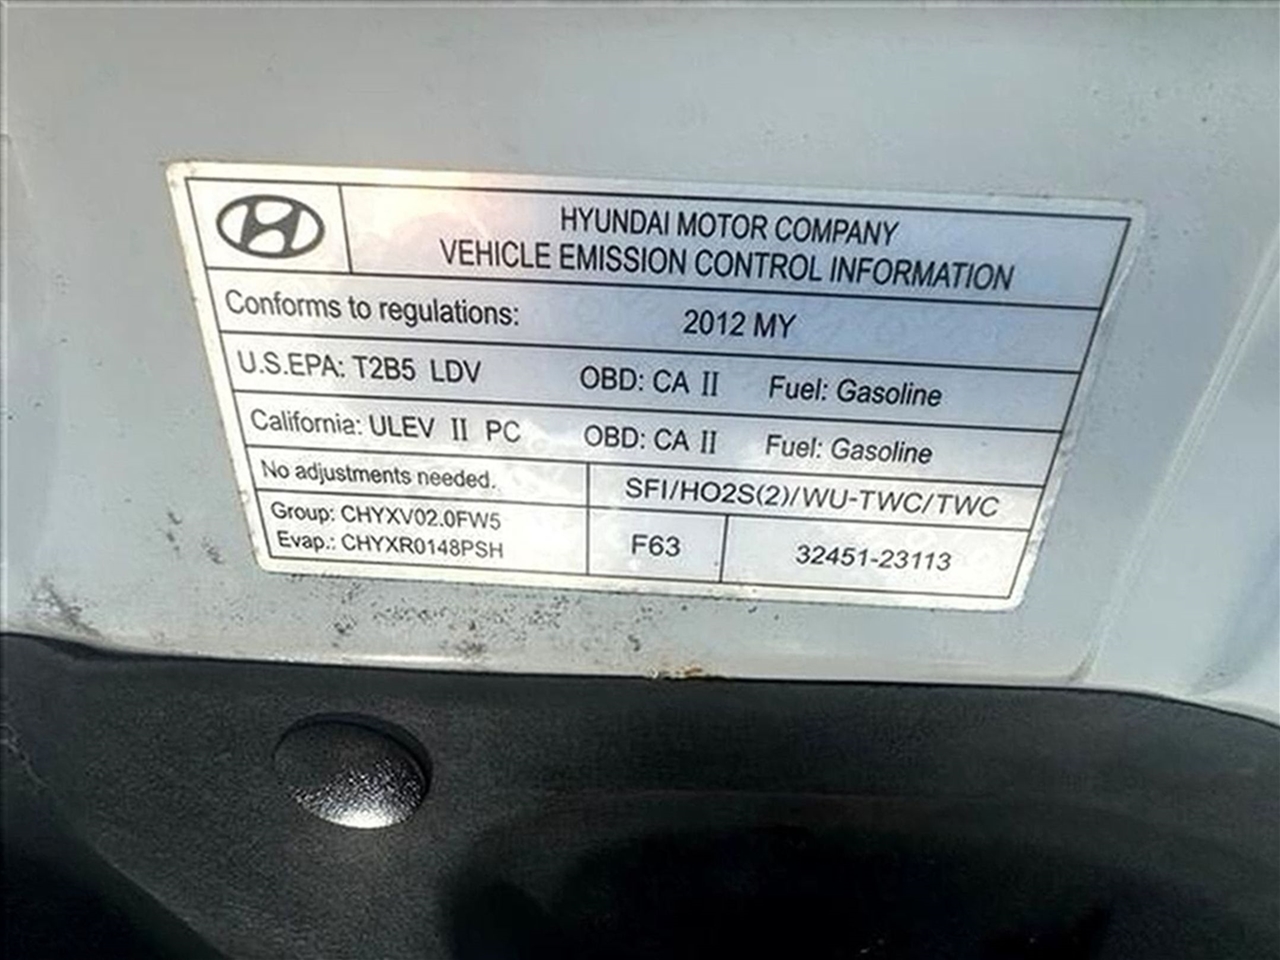 HYUNDAI MOTOR COMPANY
VEHICLE EMISSION CONTROL INFORMATION
Conforms to regulations: 2012 MY
U.S.EPA: T2B5 LDV OBD: CA II Fuel: Gasoline
California: ULEV II PC OBD: CA II Fuel: Gasoline
No adjustments needed. SFI/HO2S(2)/WU-TWC/TWC
Group: CHYXV02.0FW5
Evap.: CHYXR0148PSH
F63 32451-23113